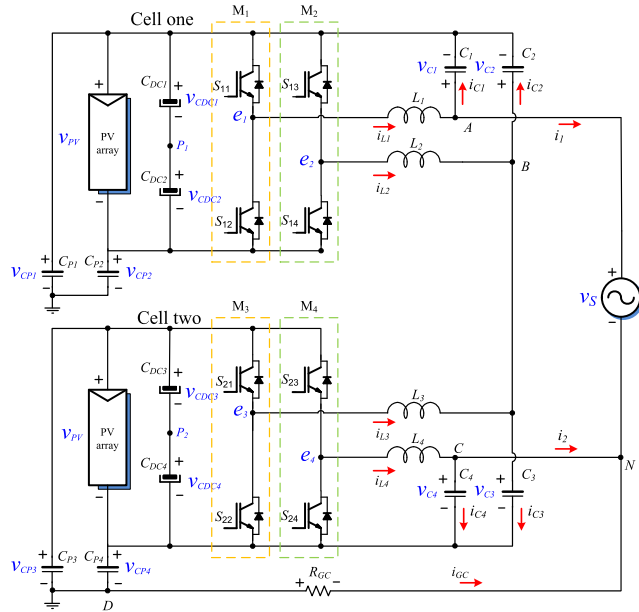 Cell one
M1
M2
C1
C2
CDC1
vCDC1
S11
S13
vC1
iC1
vC2
iC2
vPV
PV array
e1
L1
A
iL1
i1
P1
e2
L2
B
iL2
CDC2
vCDC2
S12
S14
vCP1
CP1
CP2
vCP2
vS
Cell two
M3
M4
CDC3
vCDC3
S21
S23
vPV
PV array
e3
L3
iL3
P2
e4
L4
C
i2
N
iL4
CDC4
vCDC4
S22
S24
vC4
C4
iC4
vC3
C3
iC3
vCP3
CP3
CP4
vCP4
D
RGC
iGC